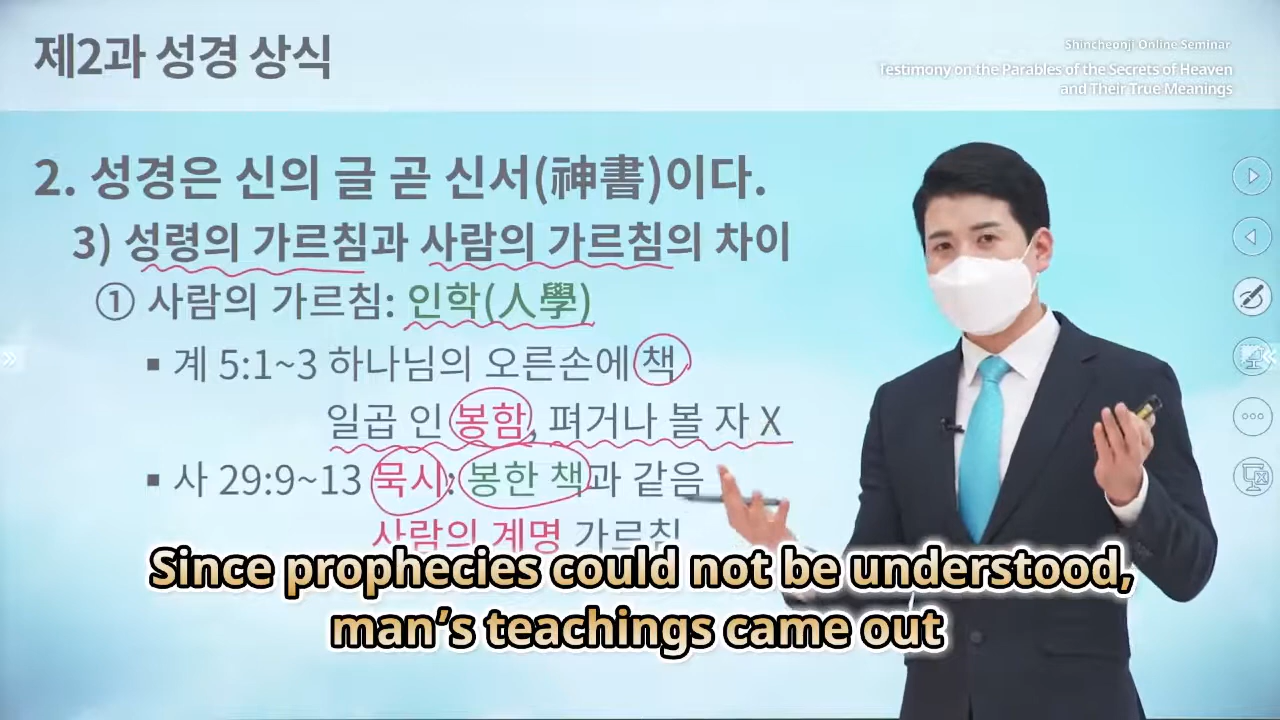 제2과 성경 상식
Shincheonji Online Seminar
Testimony on the Parables of the Secrets of Heaven
and Their True Meanings
2. 성경은 신의 글 곧 신서(神書)이다.
3) 성령의 가르침과 사람의 가르침의 차이
① 사람의 가르침: 인학(人學)
▪ 계 5:1~3 하나님의 오른손에 책
일곱 인 봉함, 펴거나 볼 자 X
▪ 사 29:9~13 묵시: 봉한 책과 같음
사람의 계명 가르침
Since prophecies could not be understood,
man’s teachings came out